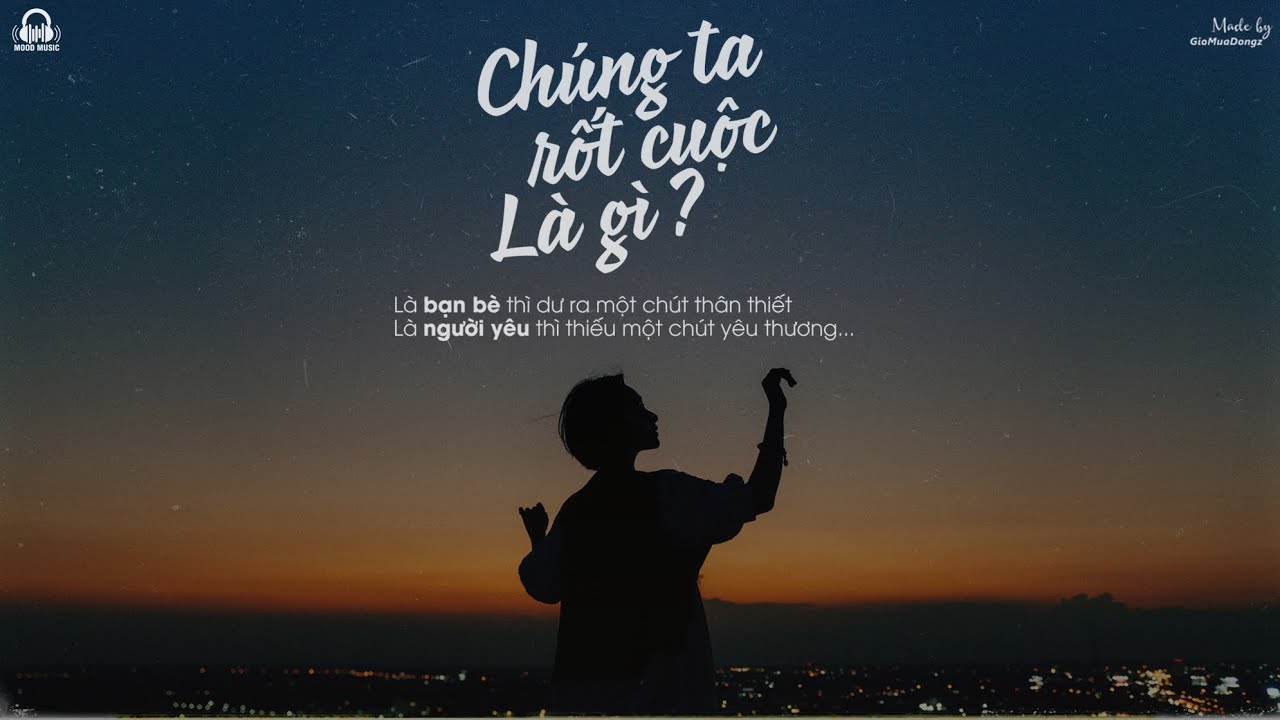 MOOD MUSIC
Made by
GioMuaDongz
Chúng ta
rốt cuộc
Là gì?
Là bạn bè thì dư ra một chút thân thiết
Là người yêu thì thiếu một chút yêu thương...